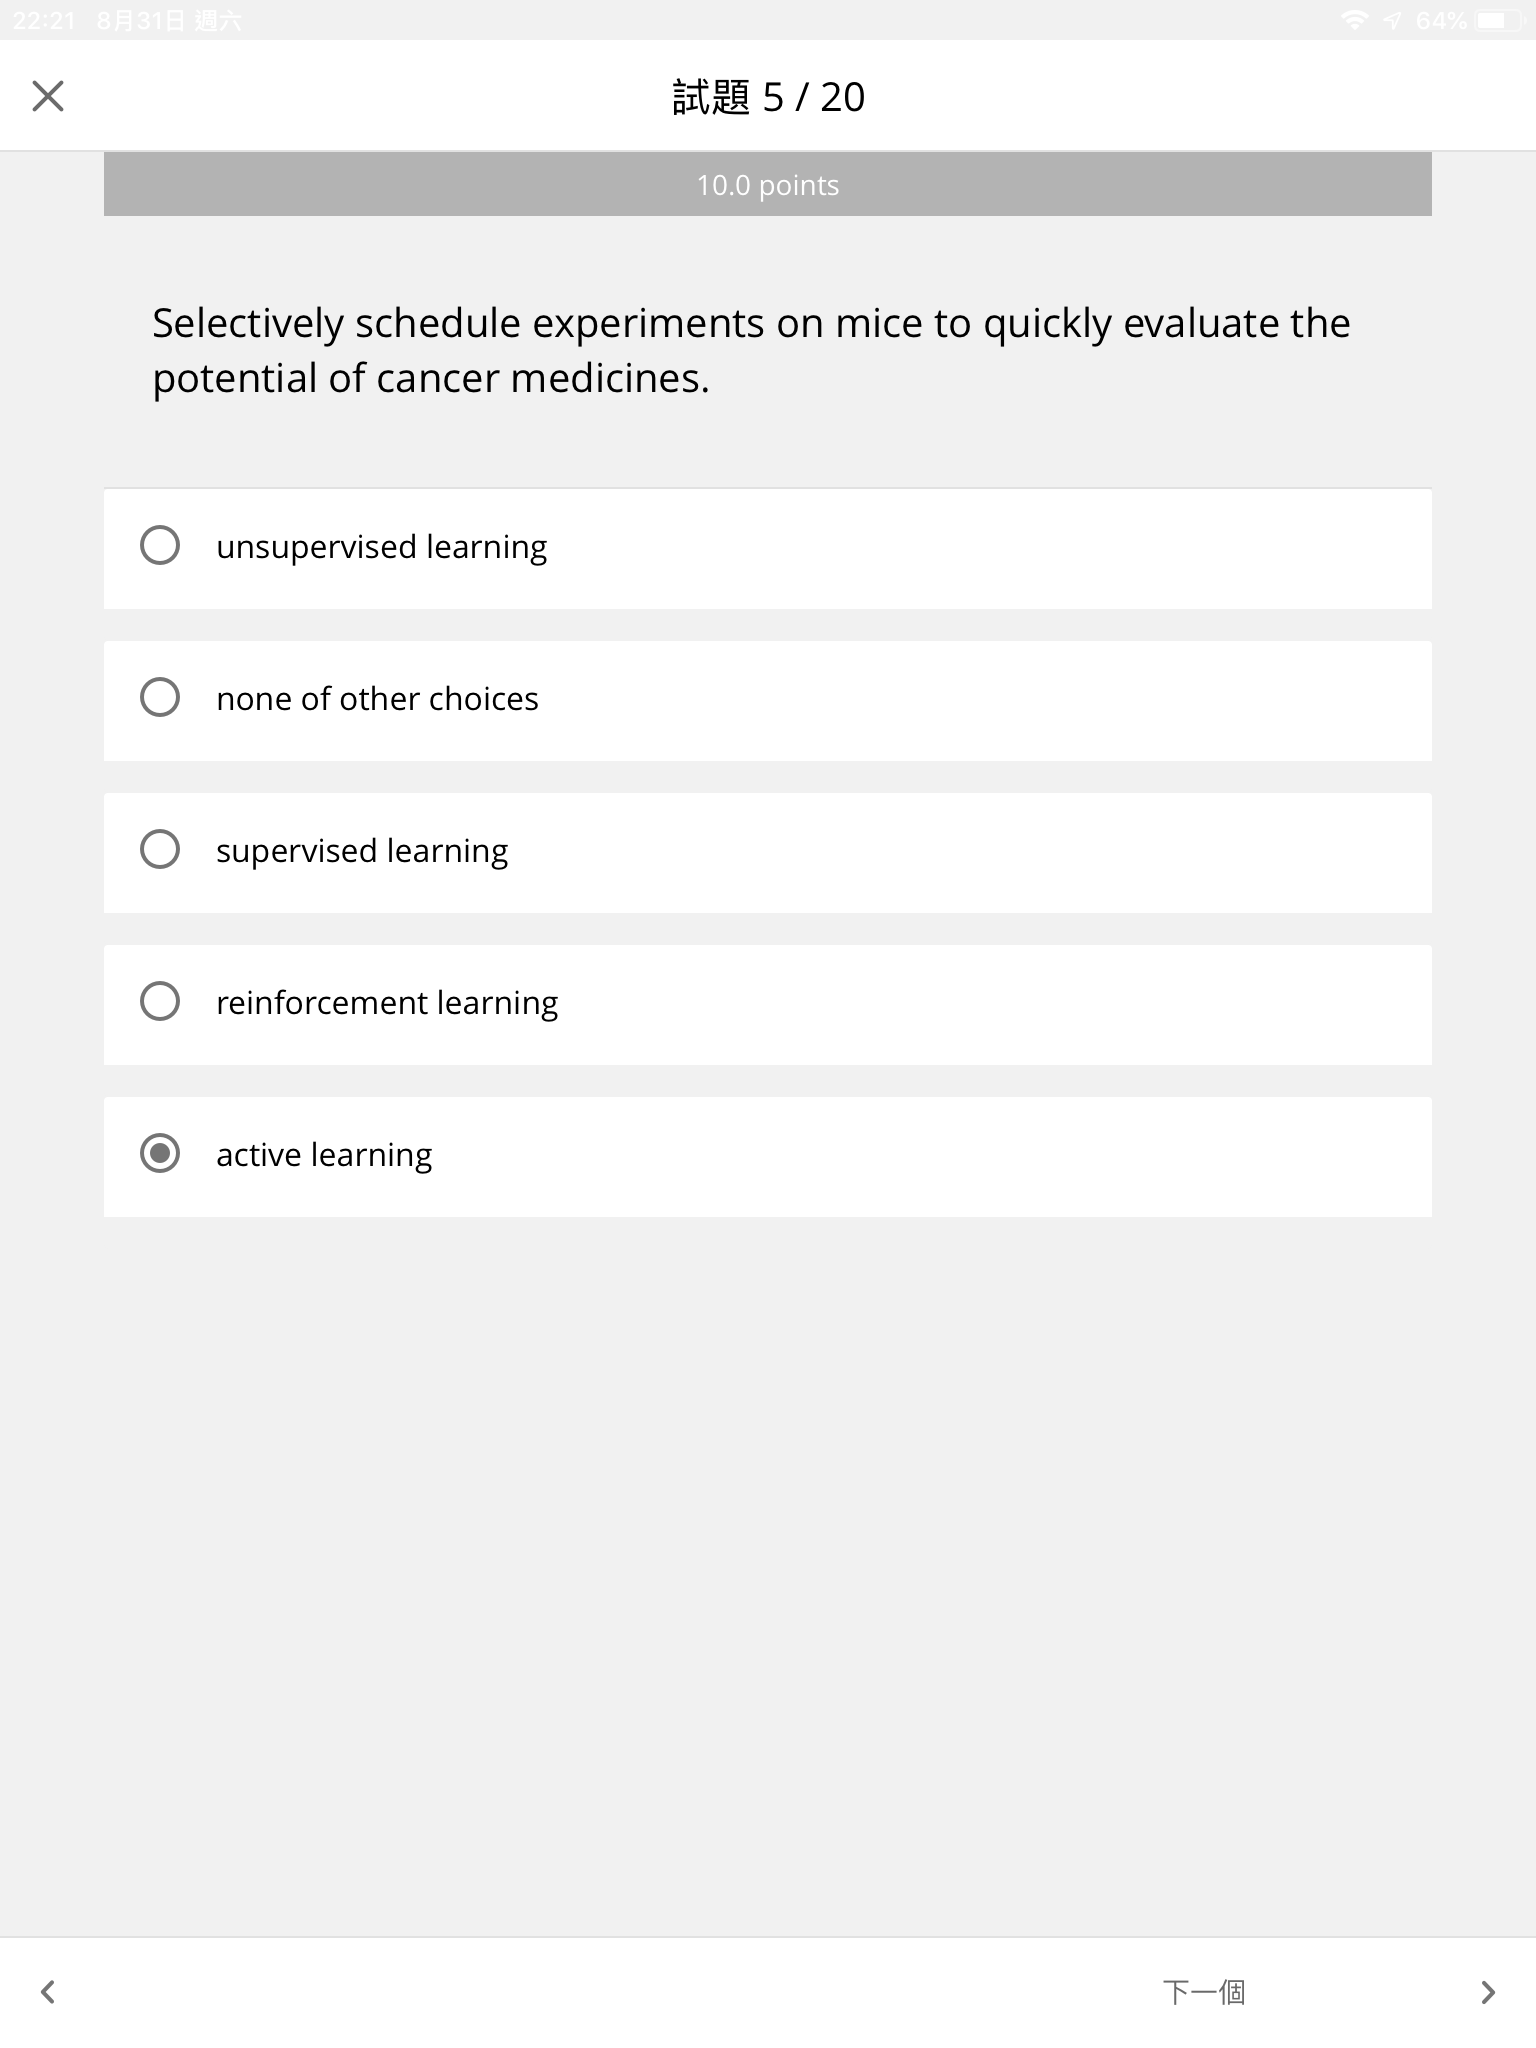 22:21 8月31日 週六
64%
試題 5 / 20
10.0 points
Selectively schedule experiments on mice to quickly evaluate the
potential of cancer medicines.
unsupervised learning
none of other choices
supervised learning
reinforcement learning
active learning
下一個